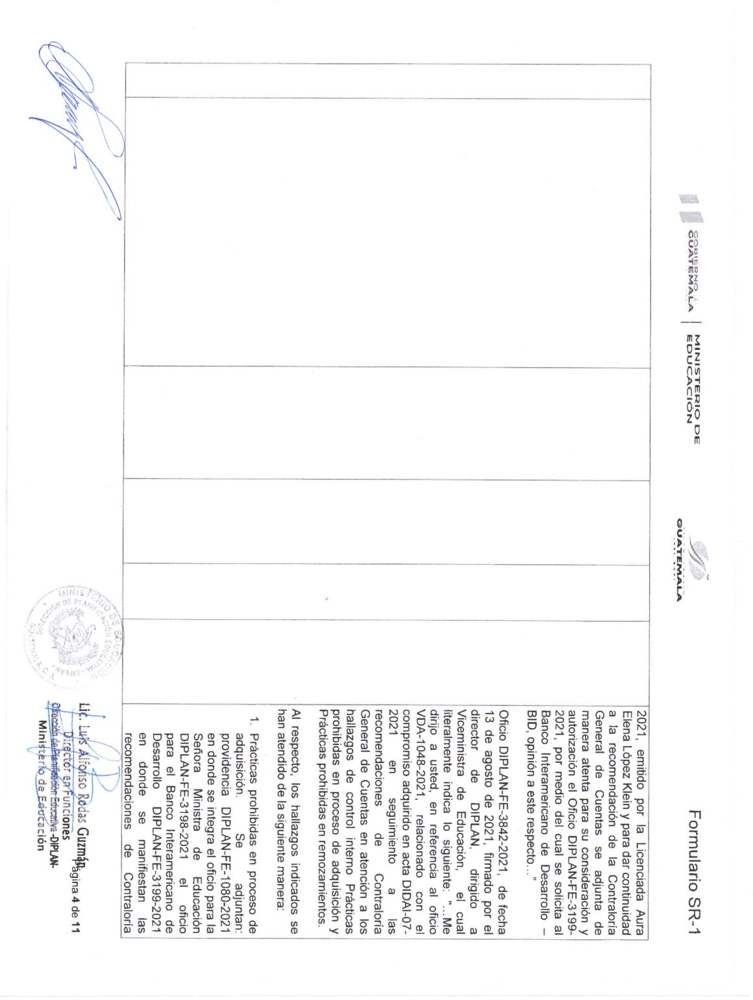 GOBIERNO de
GUATEMALA
MINISTERIO DE
EDUCACIÓN
GUATEMALA
Formulario SR-1
2021, emitido por la Licenciada Aura
Elena López Klein y para dar continuidad
a la recomendación de la Contraloría
General de Cuentas se adjunta de
manera atenta para su consideración y
autorización el Oficio DIPLAN-FE-3199-
2021, por medio del cual se solicita al
Banco Interamericano de Desarrollo –
BID, opinión a este respecto…"
Oficio DIPLAN-FE-3842-2021, de fecha
13 de agosto de 2021, firmado por el
director de DIPLAN, dirigido a
Viceministra de Educación, el cual
literalmente indica lo siguiente: "…Me
dirijo a usted, en referencia al oficio
VDA-1048-2021, relacionado con el
compromiso adquirido en acta DIDAI-07-
2021 en seguimiento a las
recomendaciones de Contraloría
General de Cuentas en atención a los
hallazgos de control interno Prácticas
prohibidas en proceso de adquisición y
Prácticas prohibidas en remozamientos.
Al respecto, los hallazgos indicados se
han atendido de la siguiente manera:
1. Prácticas prohibidas en proceso de
adquisición. Se adjuntan:
providencia DIPLAN-FE-1080-2021
en donde se integra el oficio para la
Señora Ministra de Educación
DIPLAN-FE-3198-2021 el oficio
para el Banco Interamericano de
Desarrollo DIPLAN-FE-3199-2021
en donde se manifiestan las
recomendaciones de Contraloría
MINISTERIO DE EDUCACIÓN
DIRECCIÓN DE PLANIFICACIÓN EDUCATIVA - DIPLAN -
GUATEMALA, C. A.
Lic. Luis Alfonso Rodas Guzmán
Director en Funciones
Dirección de Planificación Educativa -DIPLAN-
Ministerio de Educación
Página 4 de 11